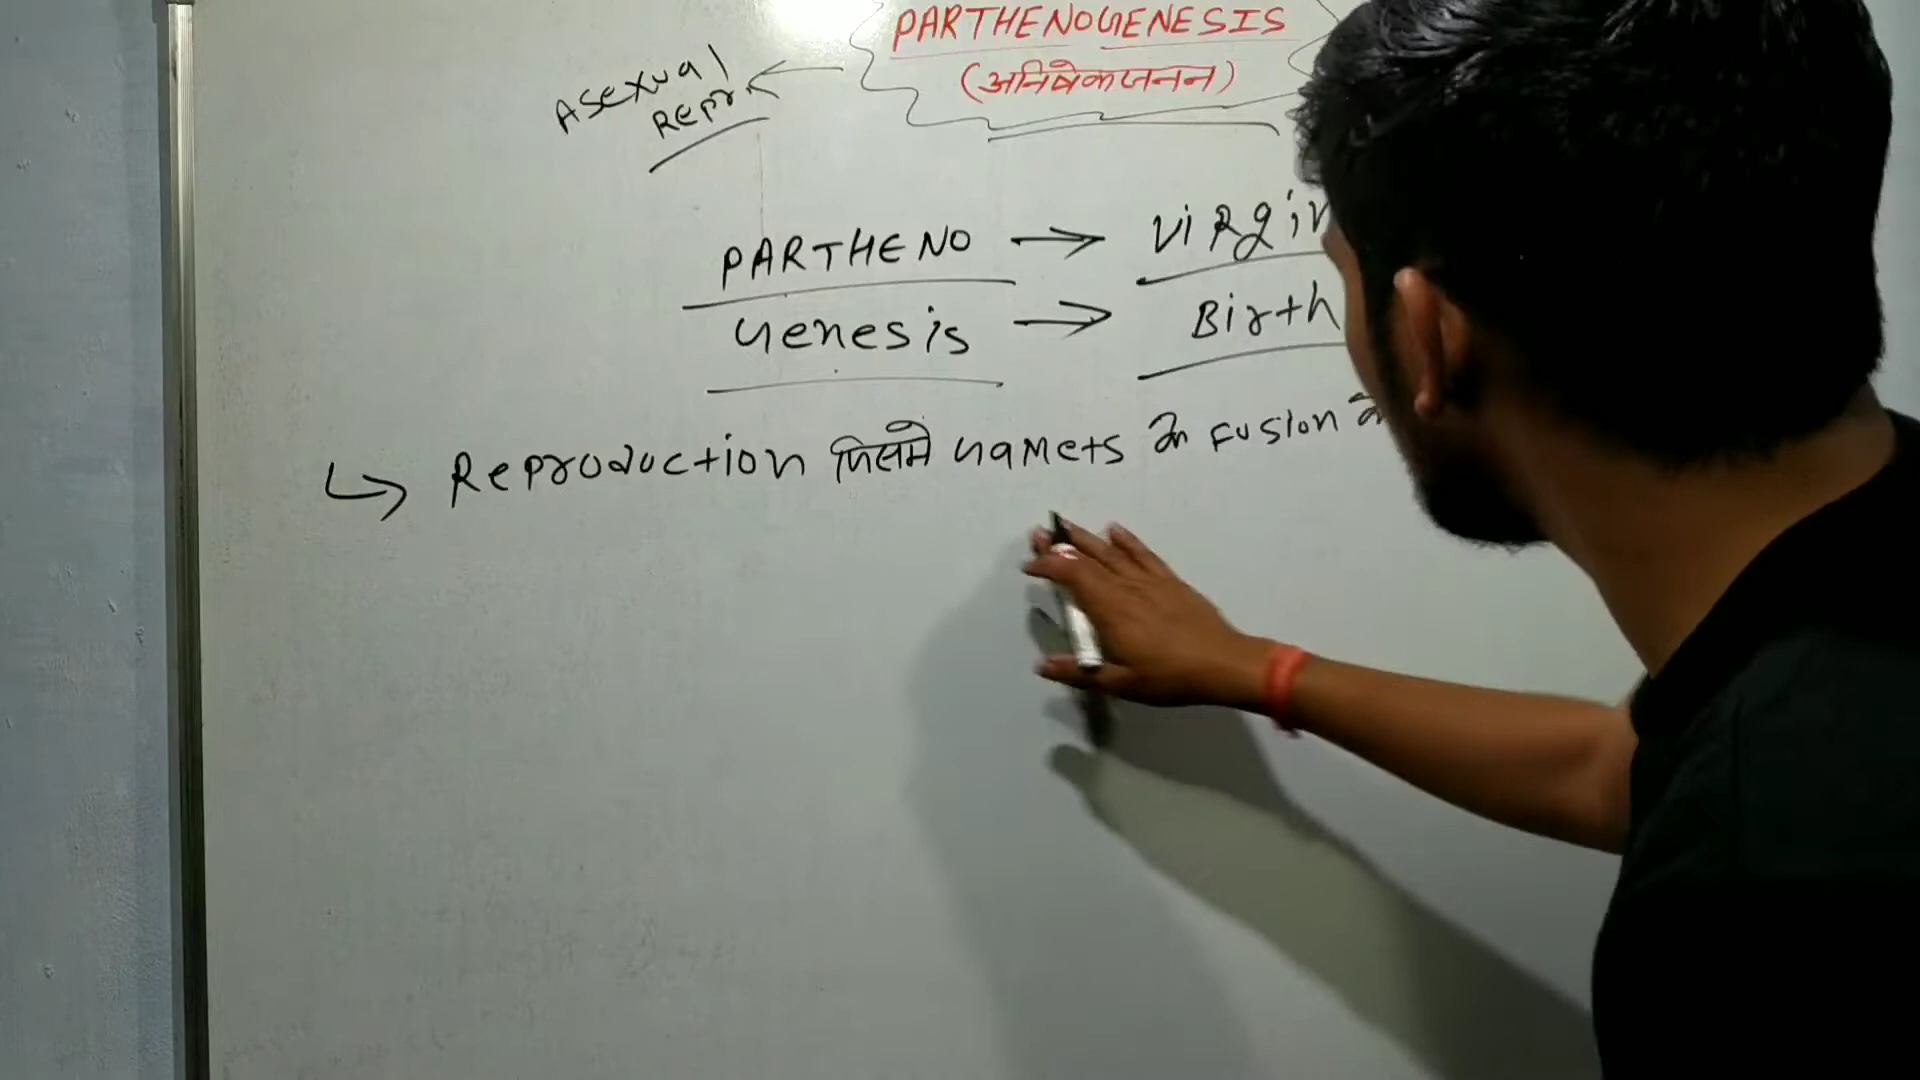 PARTHENOGENESIS
(अनिषेकजनन)
Asexual
Repr.
PARTHENO → Virgin
Genesis → Birth
↳ Reproduction जिसमे Gamets के Fusion के